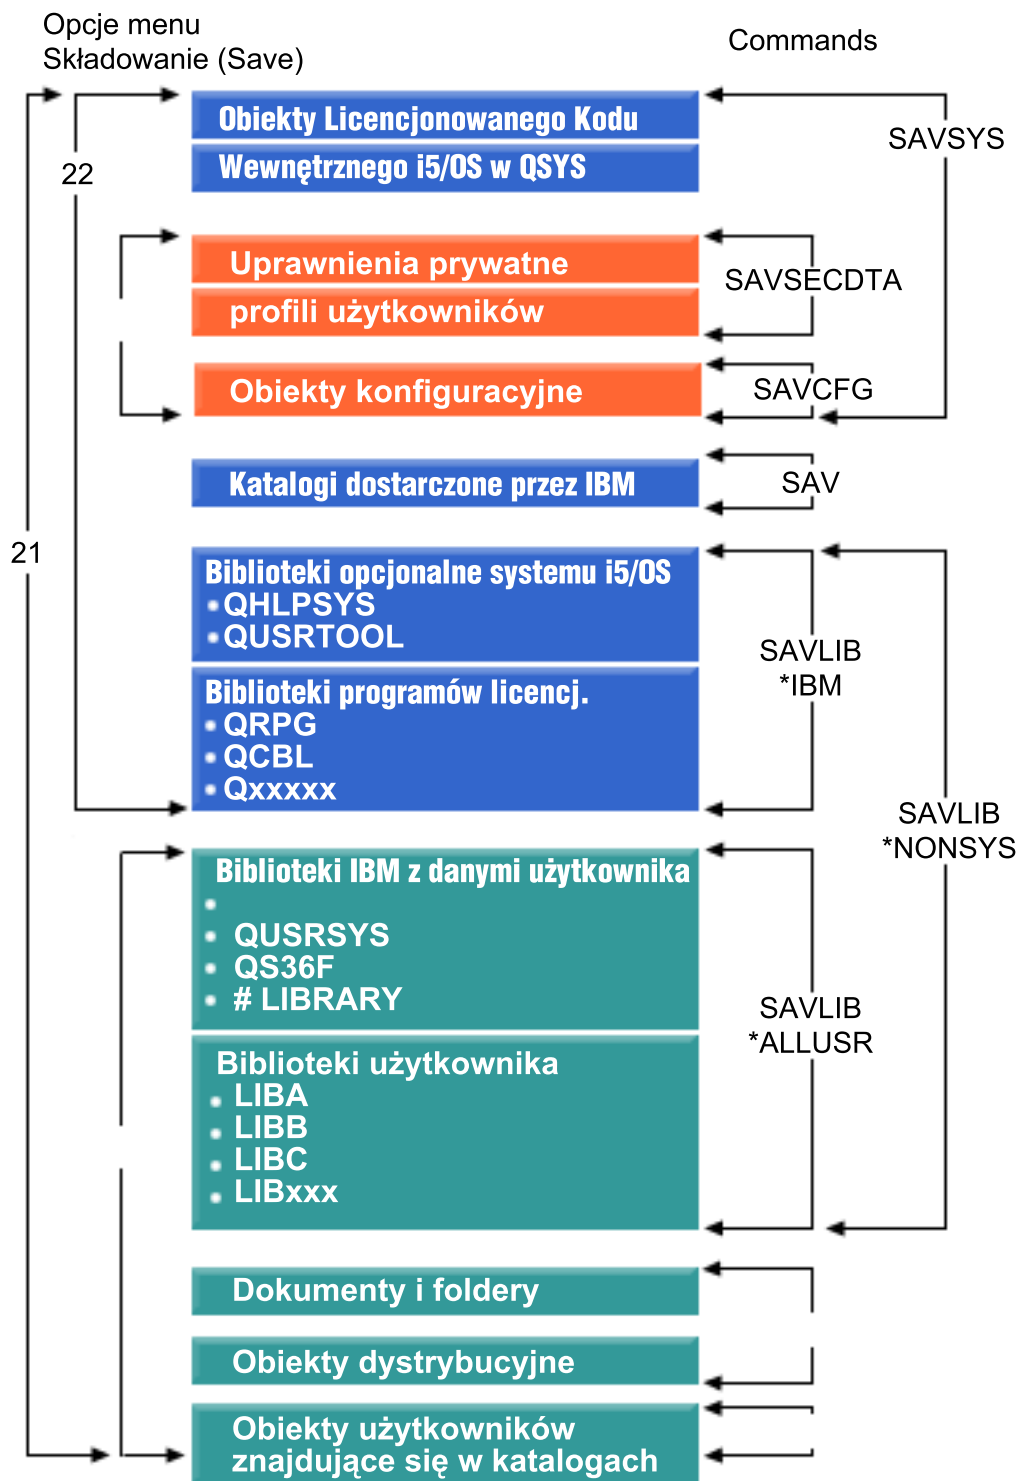 Opcje menu
Składowanie (Save)
Commands
Obiekty Licencjonowanego Kodu
Wewnętrznego i5/OS w QSYS
SAVSYS
22
Uprawnienia prywatne
profili użytkowników
SAVSECDTA
Obiekty konfiguracyjne
SAVCFG
Katalogi dostarczone przez IBM
SAV
21
Biblioteki opcjonalne systemu i5/OS
• QHLPSYS
• QUSRTOOL
SAVLIB
*IBM
Biblioteki programów licencj.
• QRPG
• QCBL
• Qxxxxx
SAVLIB
*NONSYS
Biblioteki IBM z danymi użytkownika
•
• QUSRSYS
• QS36F
• # LIBRARY
SAVLIB
*ALLUSR
Biblioteki użytkownika
• LIBA
• LIBB
• LIBC
• LIBxxx
Dokumenty i foldery
Obiekty dystrybucyjne
Obiekty użytkowników
znajdujące się w katalogach